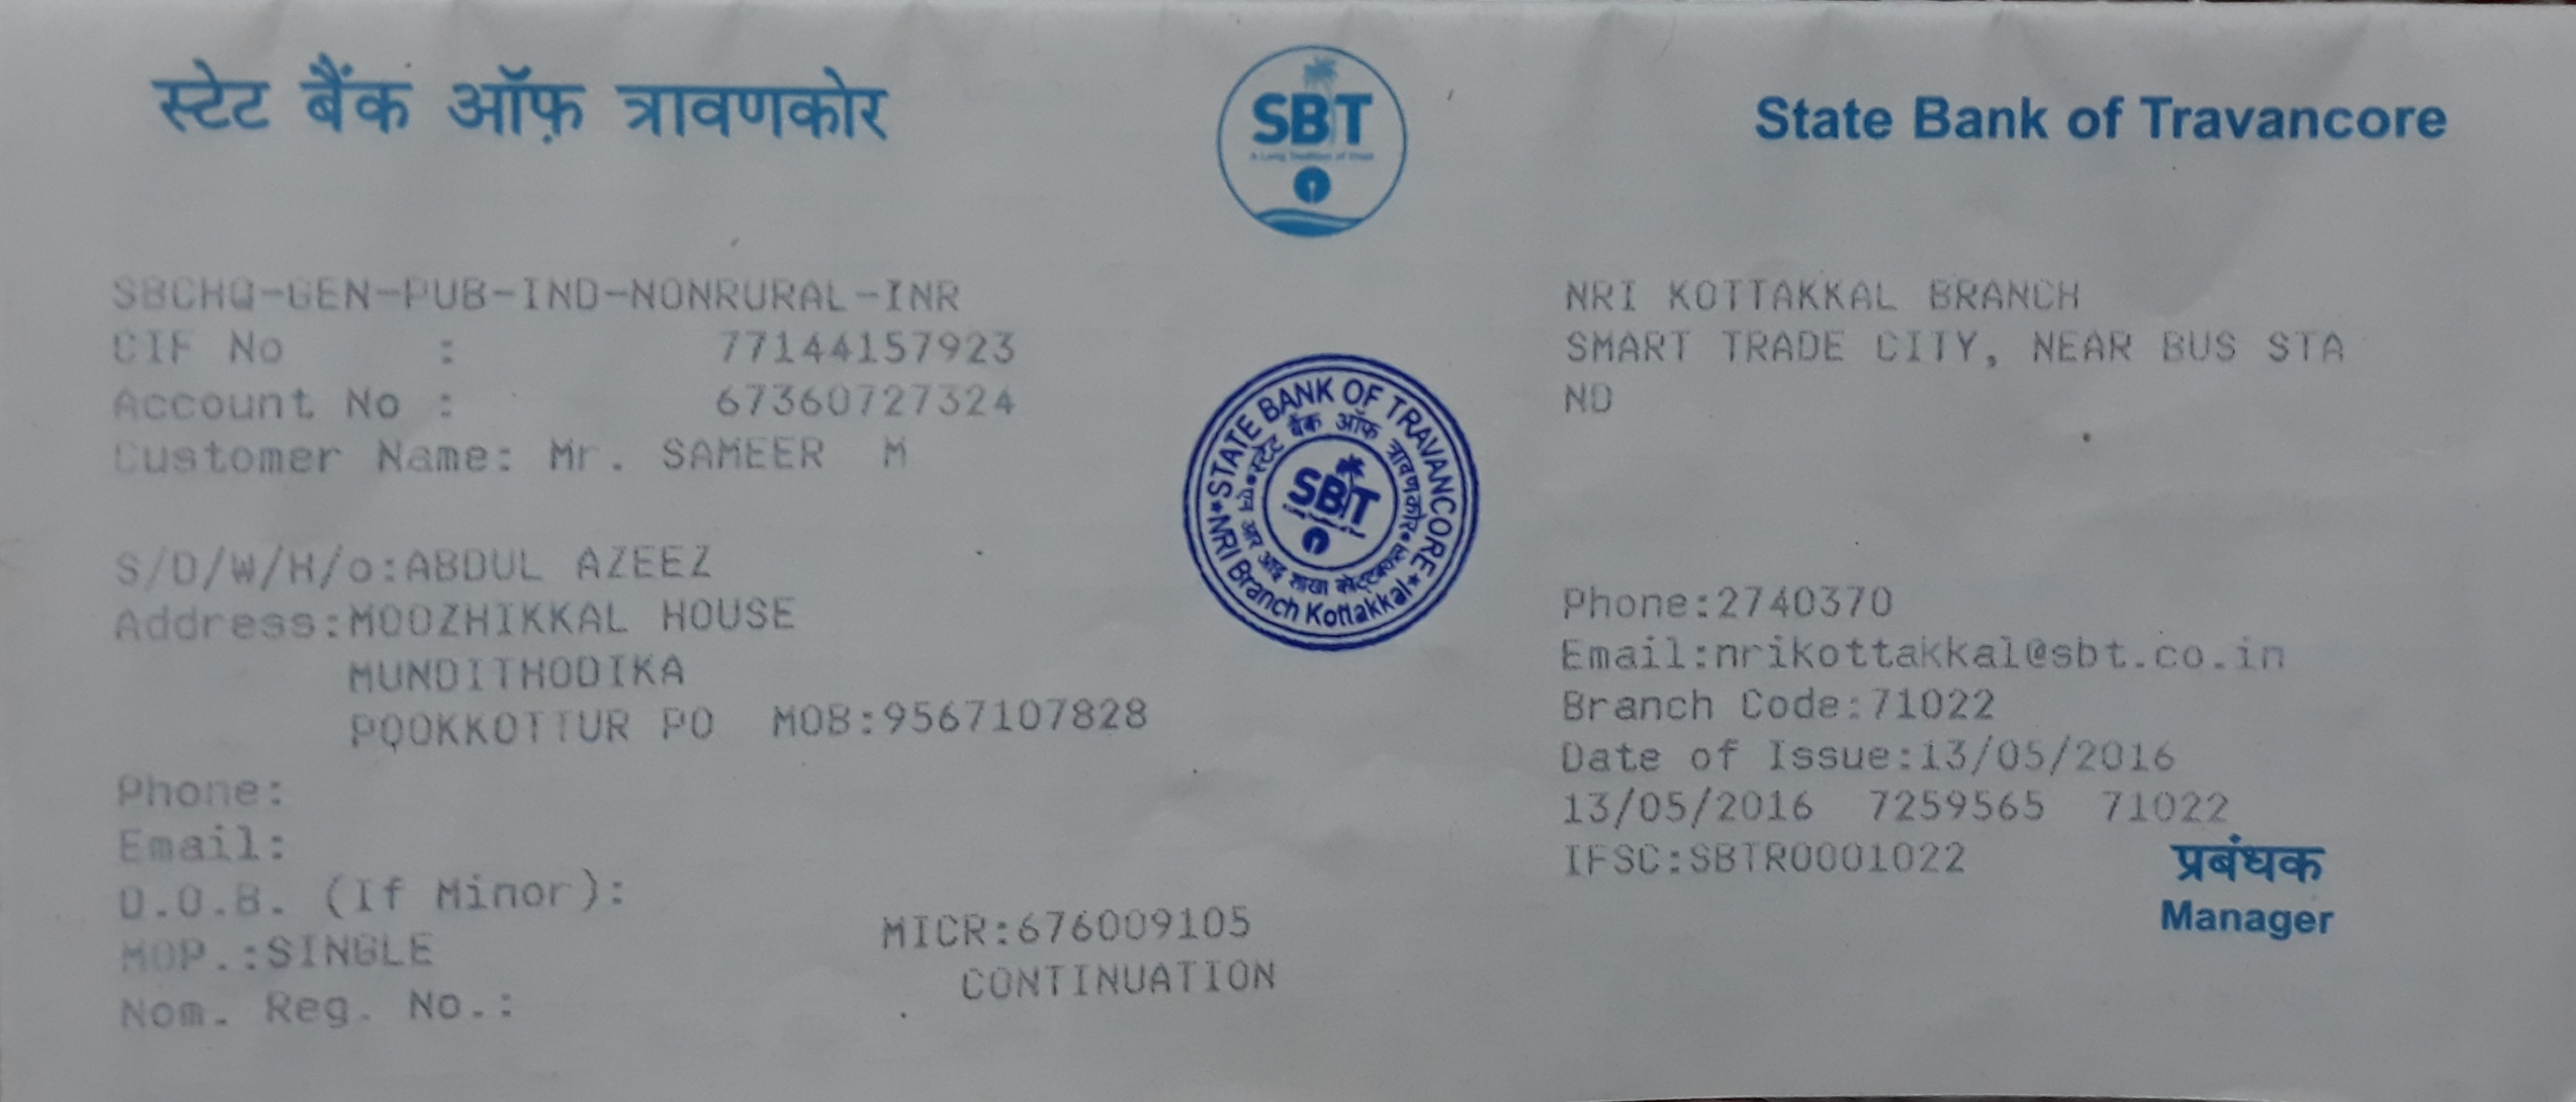 स्टेट बैंक ऑफ़ त्रावणकोर
SBT
A Long Tradition of Trust
State Bank of Travancore
SBCHQ-GEN-PUB-IND-NONRURAL-INR
CIF No : 77144157923
Account No : 67360727324
Customer Name: Mr. SAMEER M
S/D/W/H/o:ABDUL AZEEZ
Address:MOOZHIKKAL HOUSE
MUNDITHODIKA
POOKKOTTUR PO MOB:9567107828
Phone:
Email:
D.O.B. (If Minor):
MOP.:SINGLE
Nom. Reg. No.:
MICR:676009105
CONTINUATION
STATE BANK OF TRAVANCORE
स्टेट बैंक ऑफ त्रावणकोर
SBT
एन आर आइ शाखा कोट्टक्कल
NRI Branch Kottakkal
NRI KOTTAKKAL BRANCH
SMART TRADE CITY, NEAR BUS STA
ND
Phone:2740370
Email:nrikottakkal@sbt.co.in
Branch Code:71022
Date of Issue:13/05/2016
13/05/2016 7259565 71022
IFSC:SBTR0001022
प्रबंधक
Manager